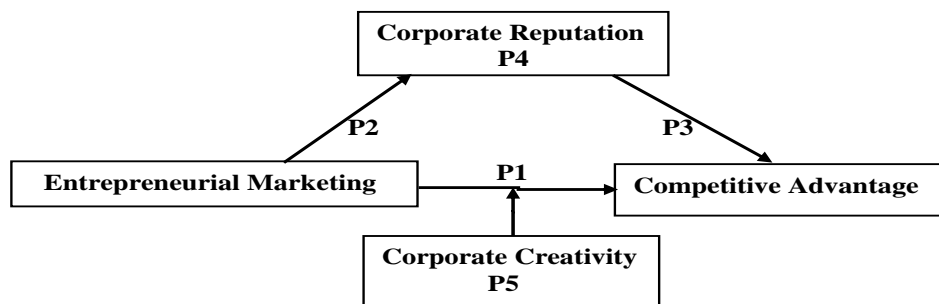 Corporate Reputation
P4
P2
P3
Entrepreneurial Marketing
P1
Competitive Advantage
Corporate Creativity
P5